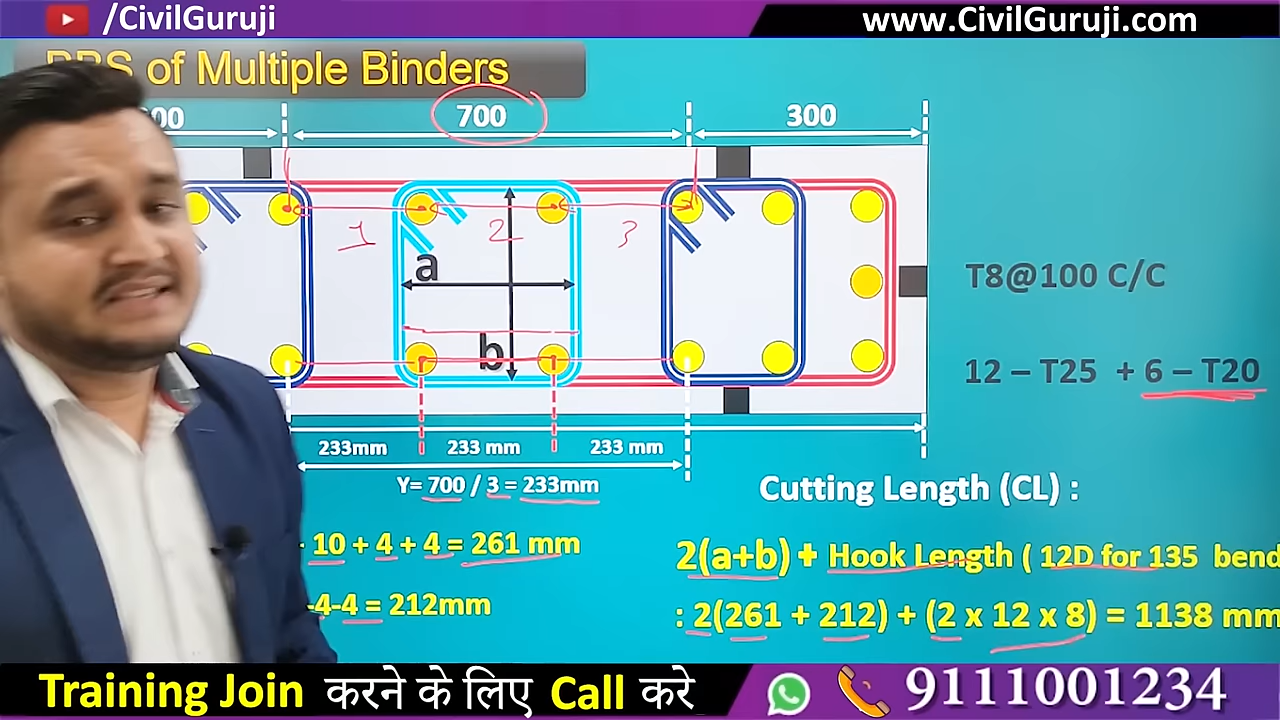 /CivilGuruji
www.CivilGuruji.com
of Multiple Binders
700
300
1
2
3
a
b
T8@100 C/C
12 – T25 + 6 – T20
233mm
233 mm
233 mm
Y= 700 / 3 = 233mm
Cutting Length (CL) :
10 + 4 + 4 = 261 mm
2(a+b) + Hook Length ( 12D for 135 bend
-4-4 = 212mm
: 2(261 + 212) + (2 x 12 x 8) = 1138 mm
Training Join करने के लिए Call करे
9111001234